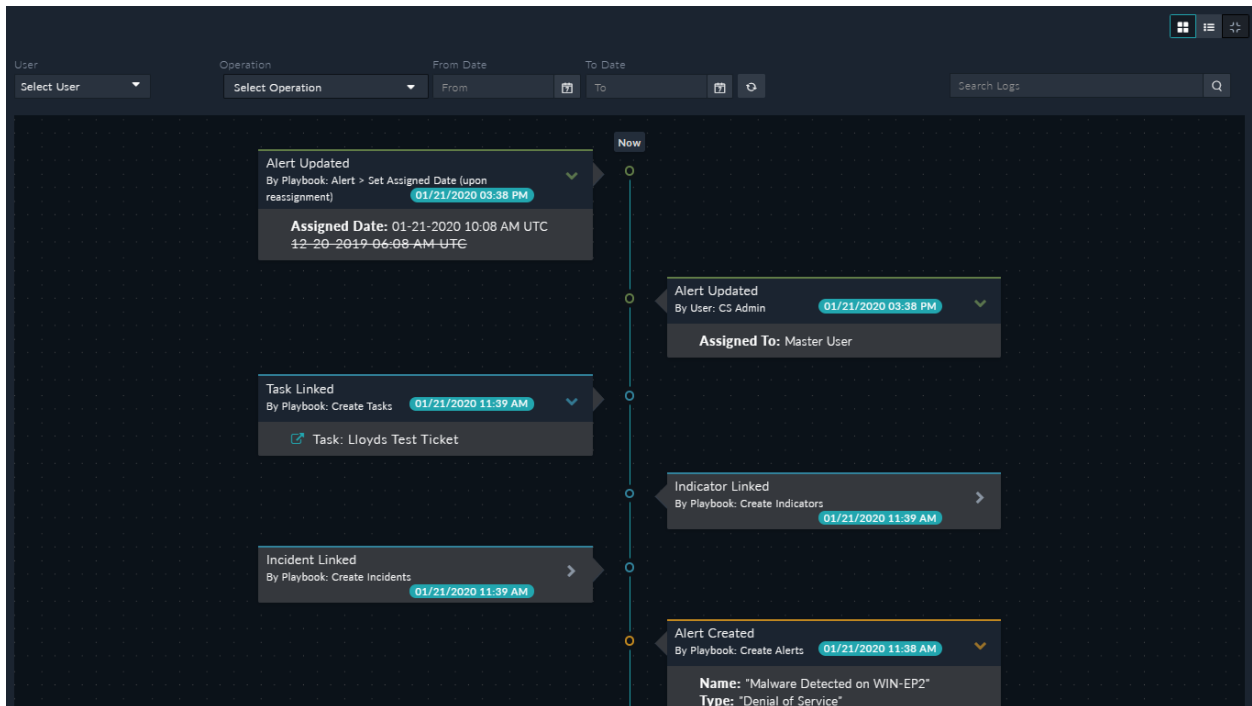 User
Operation
From Date
To Date
Select User
Select Operation
From
To
Search Logs
Now
Alert Updated
By Playbook: Alert > Set Assigned Date (upon
reassignment)
01/21/2020 03:38 PM
Assigned Date: 01-21-2020 10:08 AM UTC
12-20-2019 06:08 AM UTC
Alert Updated
By User: CS Admin
01/21/2020 03:38 PM
Assigned To: Master User
Task Linked
By Playbook: Create Tasks
01/21/2020 11:39 AM
Task: Lloyds Test Ticket
Indicator Linked
By Playbook: Create Indicators
01/21/2020 11:39 AM
Incident Linked
By Playbook: Create Incidents
01/21/2020 11:39 AM
Alert Created
By Playbook: Create Alerts
01/21/2020 11:38 AM
Name: "Malware Detected on WIN-EP2"
Type: "Denial of Service"